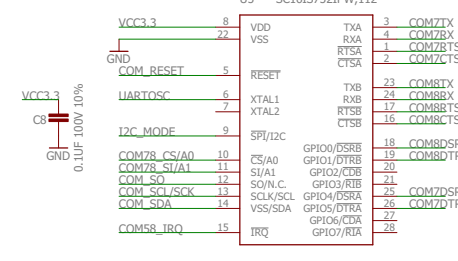 VCC3.3 8 VDD TXA 3 COM7TX
22 VSS RXA 4 COM7RX
RTSA 1 COM7RTS
GND CTSA 2 COM7CTS
COM_RESET 5 RESET
TXB 23 COM8TX
VCC3.3 UARTOSC 6 XTAL1 RXB 24 COM8RX
7 XTAL2 RTSB 17 COM8RTS
C8 0.1UF 100V 10% CTSB 16 COM8CTS
I2C_MODE 9 SPI/I2C
GPIO0/DSRB 18 COM8DSR
GND COM78_CS/A0 10 CS/A0 GPIO1/DTRB 19 COM8DTR
COM78_SI/A1 11 SI/A1 GPIO2/CDB 20
COM_SO 12 SO/N.C. GPIO3/RIB 21
COM_SCL/SCK 13 SCLK/SCL GPIO4/DSRA 25 COM7DSR
COM_SDA 14 VSS/SDA GPIO5/DTRA 26 COM7DTR
GPIO6/CDA 27
COM58_IRQ 15 IRQ GPIO7/RIA 28